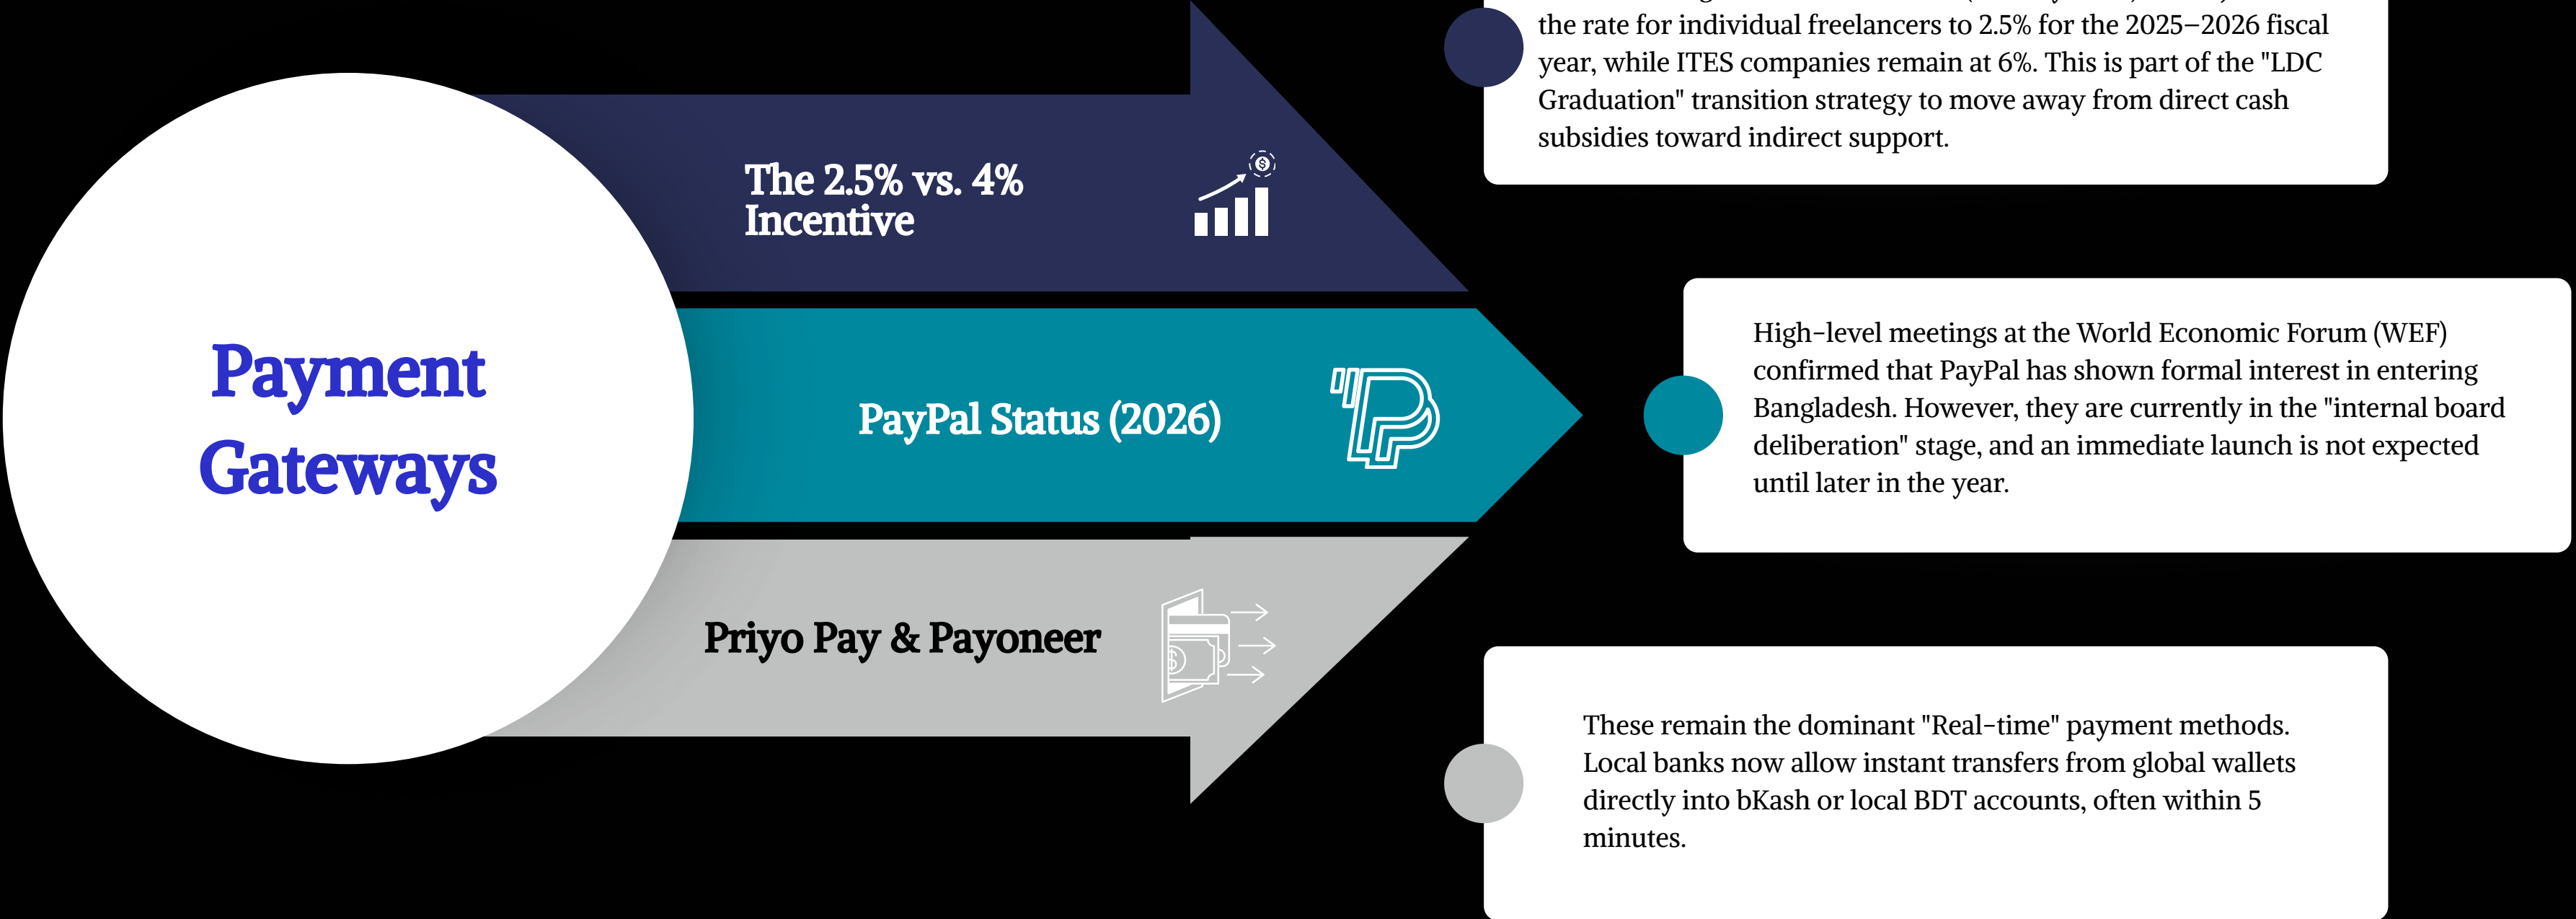 Payment
Gateways
The 2.5% vs. 4%
Incentive
the rate for individual freelancers to 2.5% for the 2025–2026 fiscal
year, while ITES companies remain at 6%. This is part of the "LDC
Graduation" transition strategy to move away from direct cash
subsidies toward indirect support.
PayPal Status (2026)
High-level meetings at the World Economic Forum (WEF)
confirmed that PayPal has shown formal interest in entering
Bangladesh. However, they are currently in the "internal board
deliberation" stage, and an immediate launch is not expected
until later in the year.
Priyo Pay & Payoneer
These remain the dominant "Real-time" payment methods.
Local banks now allow instant transfers from global wallets
directly into bKash or local BDT accounts, often within 5
minutes.